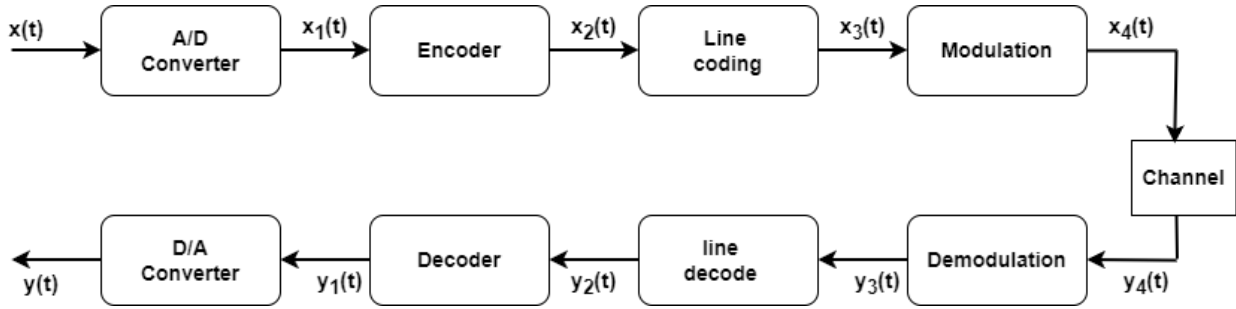 x(t)
A/D
Converter
x₁(t)
Encoder
x₂(t)
Line
coding
x₃(t)
Modulation
x₄(t)
Channel
y(t)
D/A
Converter
y₁(t)
Decoder
y₂(t)
line
decode
y₃(t)
Demodulation
y₄(t)